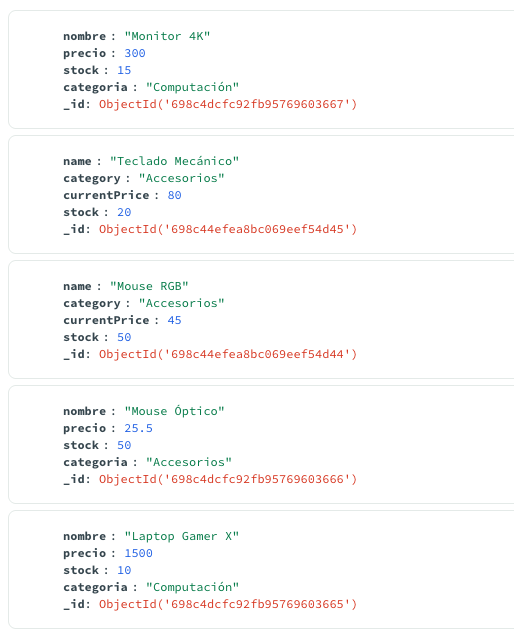 nombre : "Monitor 4K"
precio : 300
stock : 15
categoria : "Computación"
_id: ObjectId('698c4dcfc92fb95769603667')
name : "Teclado Mecánico"
category : "Accesorios"
currentPrice : 80
stock : 20
_id: ObjectId('698c44efea8bc069eef54d45')
name : "Mouse RGB"
category : "Accesorios"
currentPrice : 45
stock : 50
_id: ObjectId('698c44efea8bc069eef54d44')
nombre : "Mouse Óptico"
precio : 25.5
stock : 50
categoria : "Accesorios"
_id: ObjectId('698c4dcfc92fb95769603666')
nombre : "Laptop Gamer X"
precio : 1500
stock : 10
categoria : "Computación"
_id: ObjectId('698c4dcfc92fb95769603665')